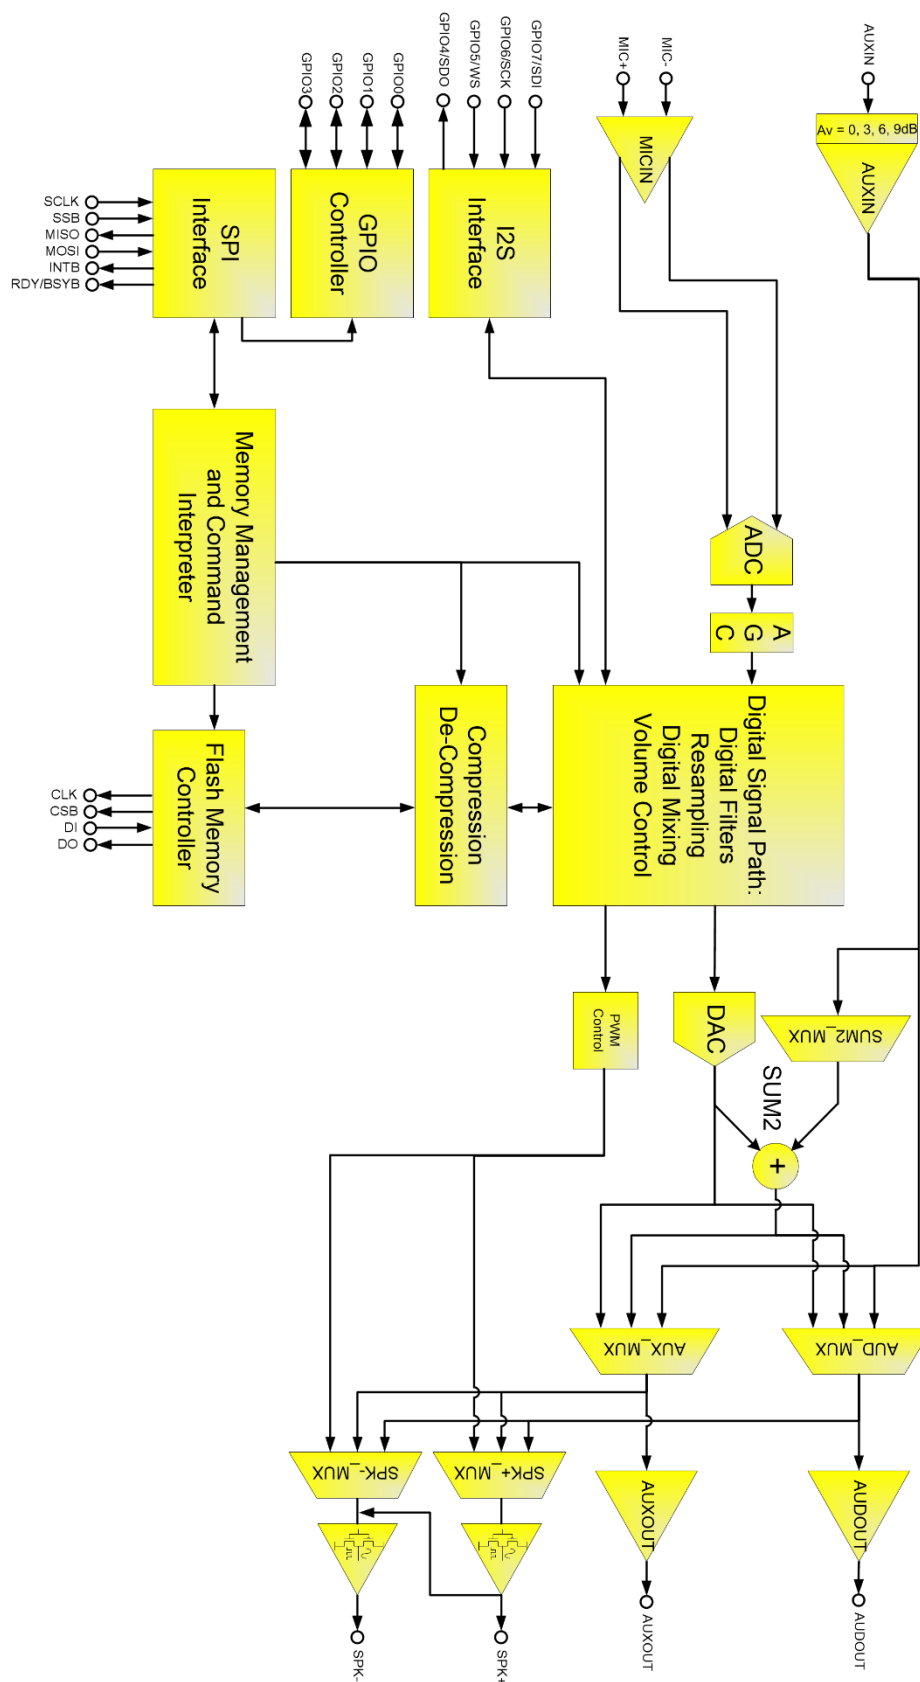 AUXIN
Av = 0, 3, 6, 9dB
AUXIN
MIC-
MIC+
MICIN
GPIO7/SDI
GPIO6/SCK
GPIO5/WS
GPIO4/SDO
I2S
Interface
GPIO0
GPIO1
GPIO2
GPIO3
GPIO
Controller
SCLK
SSB
MISO
MOSI
INTB
RDY/BSYB
SPI
Interface
Memory Management
and Command
Interpreter
ADC
A
G
C
Digital Signal Path:
Digital Filters
Resampling
Digital Mixing
Volume Control
Compression
De-Compression
Flash Memory
Controller
CLK
CSB
DI
DO
PWM
Control
DAC
SUM2_MUX
SUM2
+
AUD_MUX
AUX_MUX
SPK+_MUX
SPK-_MUX
AUDOUT
AUXOUT
AUDOUT
AUXOUT
SPK+
SPK-